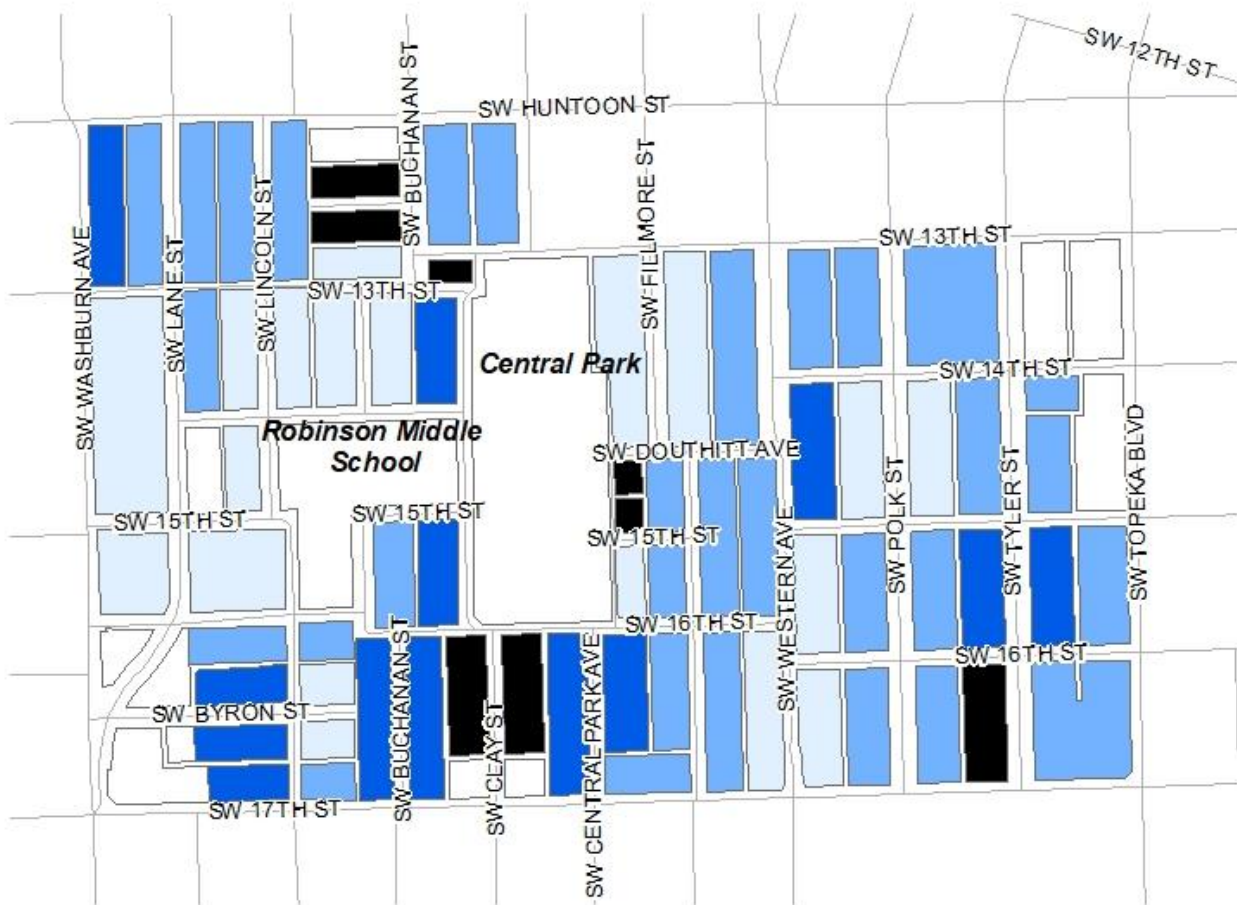 SW 12TH ST
SW HUNTOON ST
SW BUCHANAN ST
SW FILLMORE ST
SW WASHBURN AVE
SW LANE ST
SW LINCOLN ST
SW 13TH ST
SW 13TH ST
Central Park
SW 14TH ST
Robinson Middle
School
SW DOUTHITT AVE
SW POLK ST
SW TYLER ST
SW TOPEKA BLVD
SW 15TH ST
SW 15TH ST
SW 15TH ST
SW WESTERN AVE
SW 16TH ST
SW 16TH ST
SW BYRON ST
SW BUCHANAN ST
SW CLAY ST
SW CENTRAL PARK AVE
SW 17TH ST